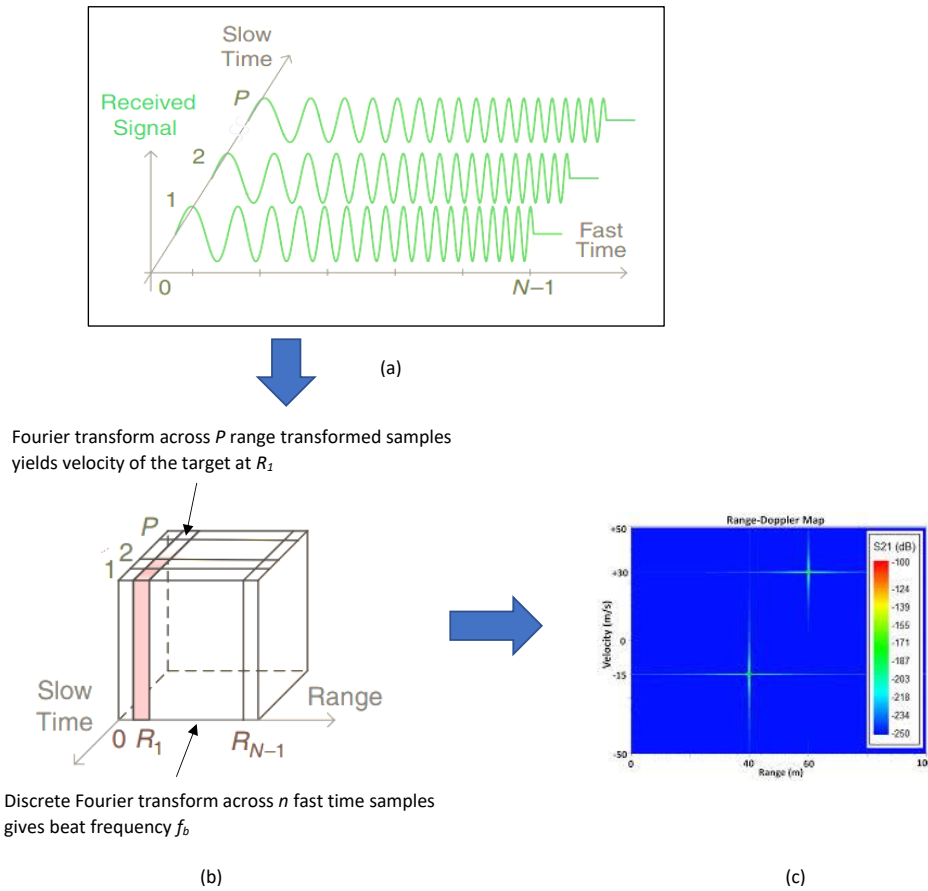 Slow
Time
P
Received
Signal
2
1
Fast
Time
0
N–1
(a)
Fourier transform across P range transformed samples
yields velocity of the target at R1
P
2
1
Slow
Time
Range
0 R1 RN–1
Discrete Fourier transform across n fast time samples
gives beat frequency fb
(b)
Range-Doppler Map
+50
+30
0
-15
-50
Velocity (m/s)
S21 (dB)
-100
-124
-139
-155
-171
-187
-203
-218
-234
-250
0 40 60 10
Range (m)
(c)